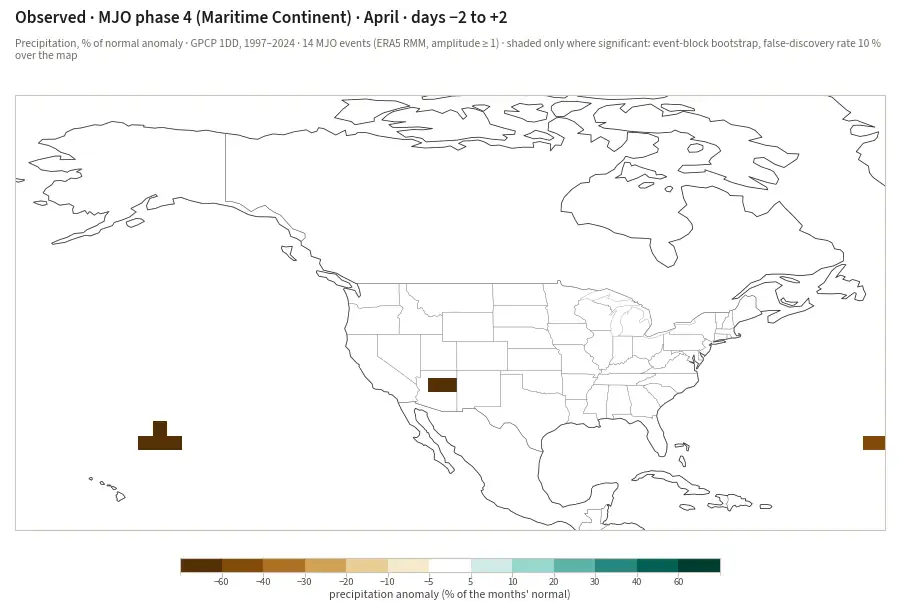 Observed · MJO phase 4 (Maritime Continent) · April · days −2 to +2
Precipitation, % of normal anomaly · GPCP 1DD, 1997–2024 · 14 MJO events (ERA5 RMM, amplitude ≥ 1) · shaded only where significant: event-block bootstrap, false-discovery rate 10 %
over the map
−60 −40 −30 −20 −10 −5 5 10 20 30 40 60
precipitation anomaly (% of the months' normal)